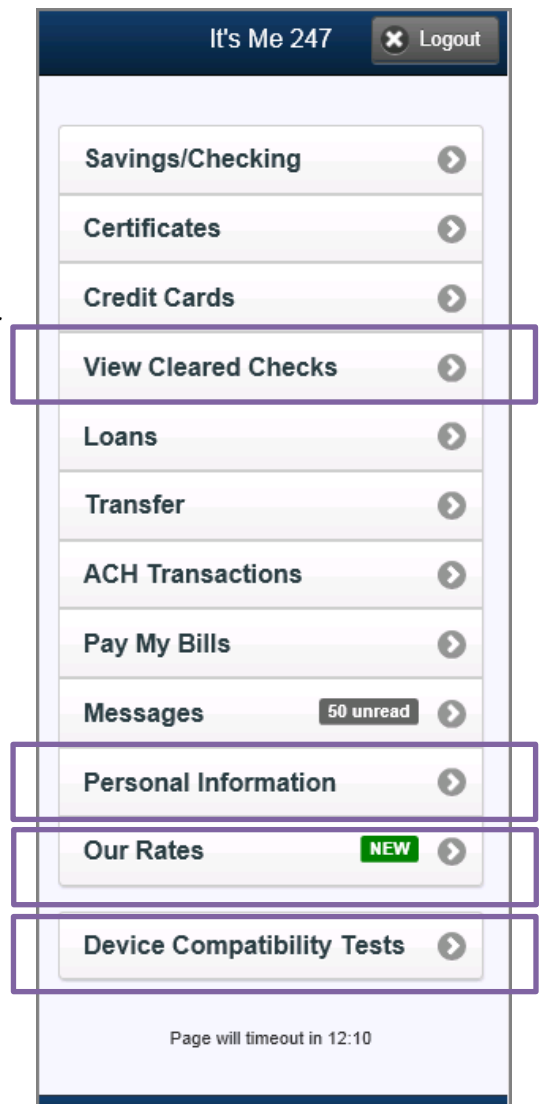 It's Me 247 Logout
Savings/Checking
Certificates
Credit Cards
View Cleared Checks
Loans
Transfer
ACH Transactions
Pay My Bills
Messages 50 unread
Personal Information
Our Rates NEW
Device Compatibility Tests
Page will timeout in 12:10